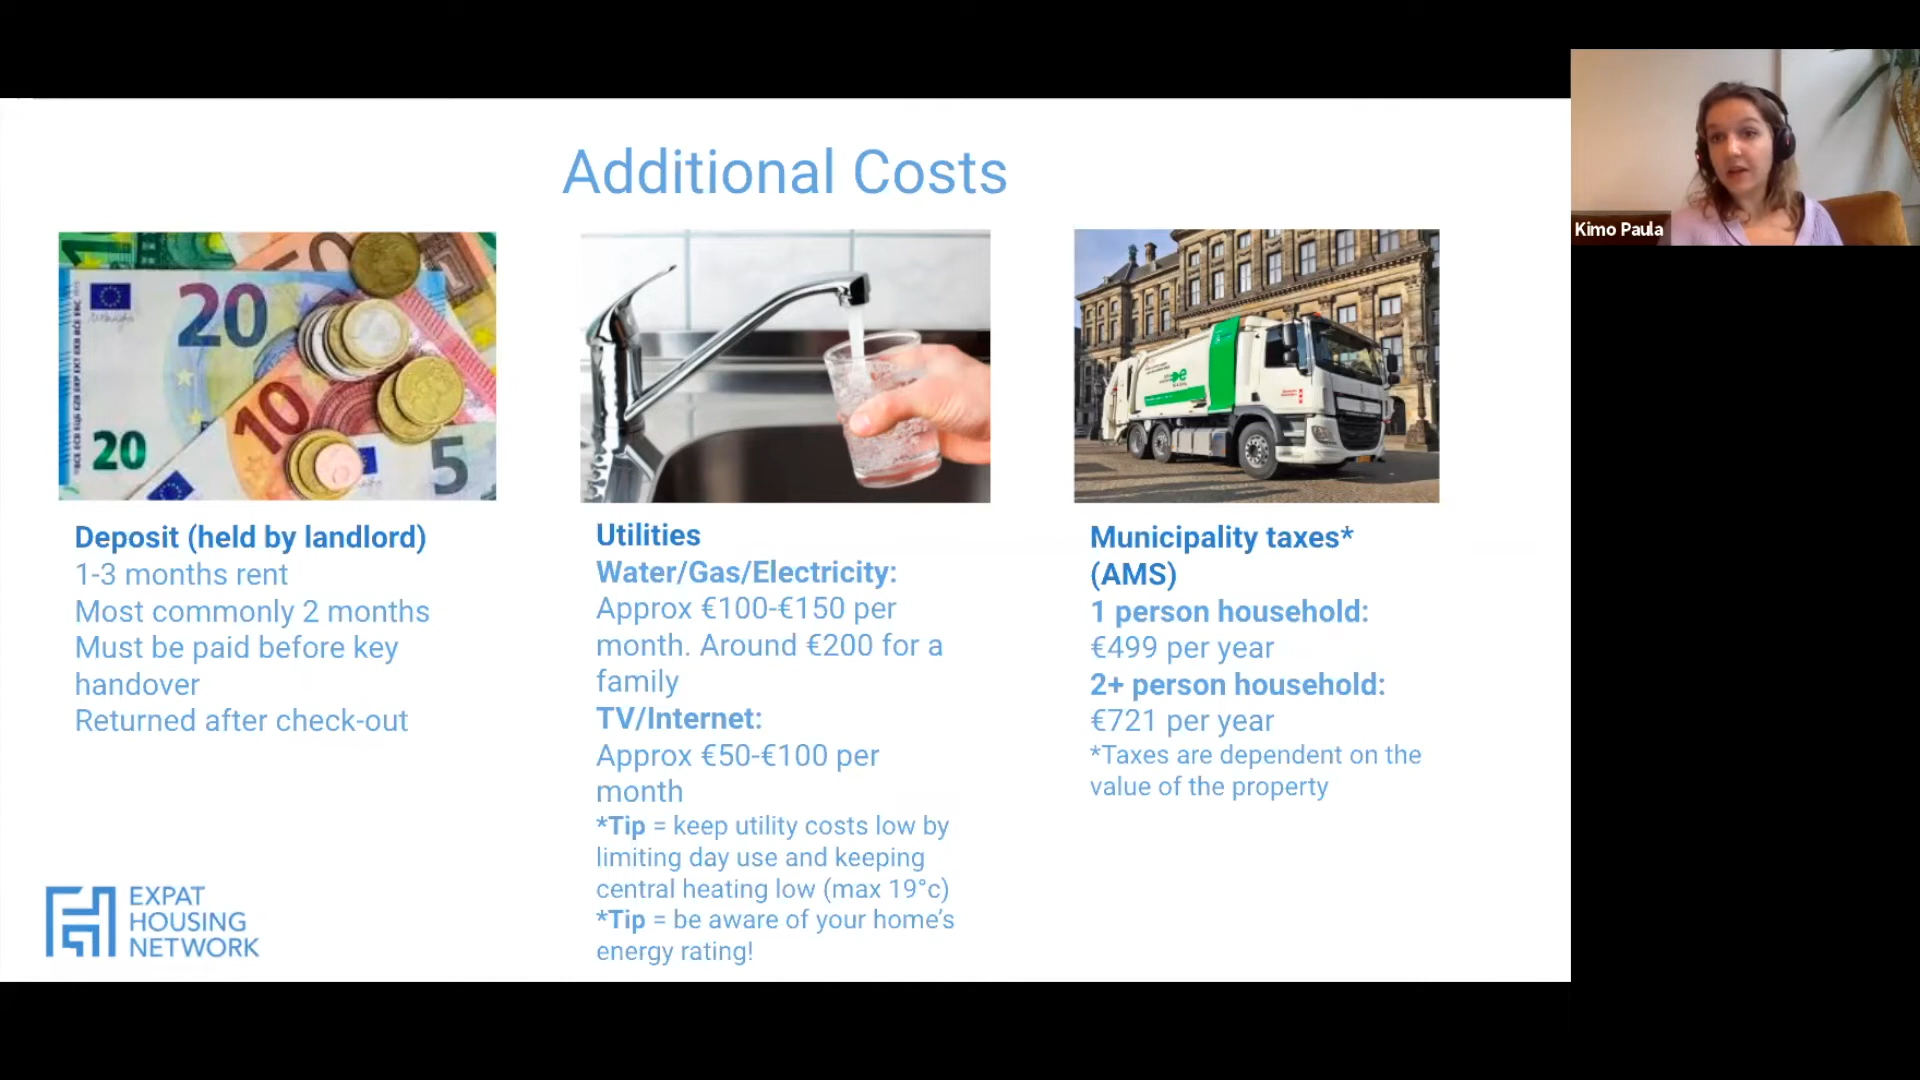 Additional Costs
20
50
10
20
5
Deposit (held by landlord)
1-3 months rent
Most commonly 2 months
Must be paid before key
handover
Returned after check-out
Utilities
Water/Gas/Electricity:
Approx €100-€150 per
month. Around €200 for a
family
TV/Internet:
Approx €50-€100 per
month
*Tip = keep utility costs low by
limiting day use and keeping
central heating low (max 19°c)
*Tip = be aware of your home's
energy rating!
Municipality taxes*
(AMS)
1 person household:
€499 per year
2+ person household:
€721 per year
*Taxes are dependent on the
value of the property
EXPAT
HOUSING
NETWORK
Kimo Paula